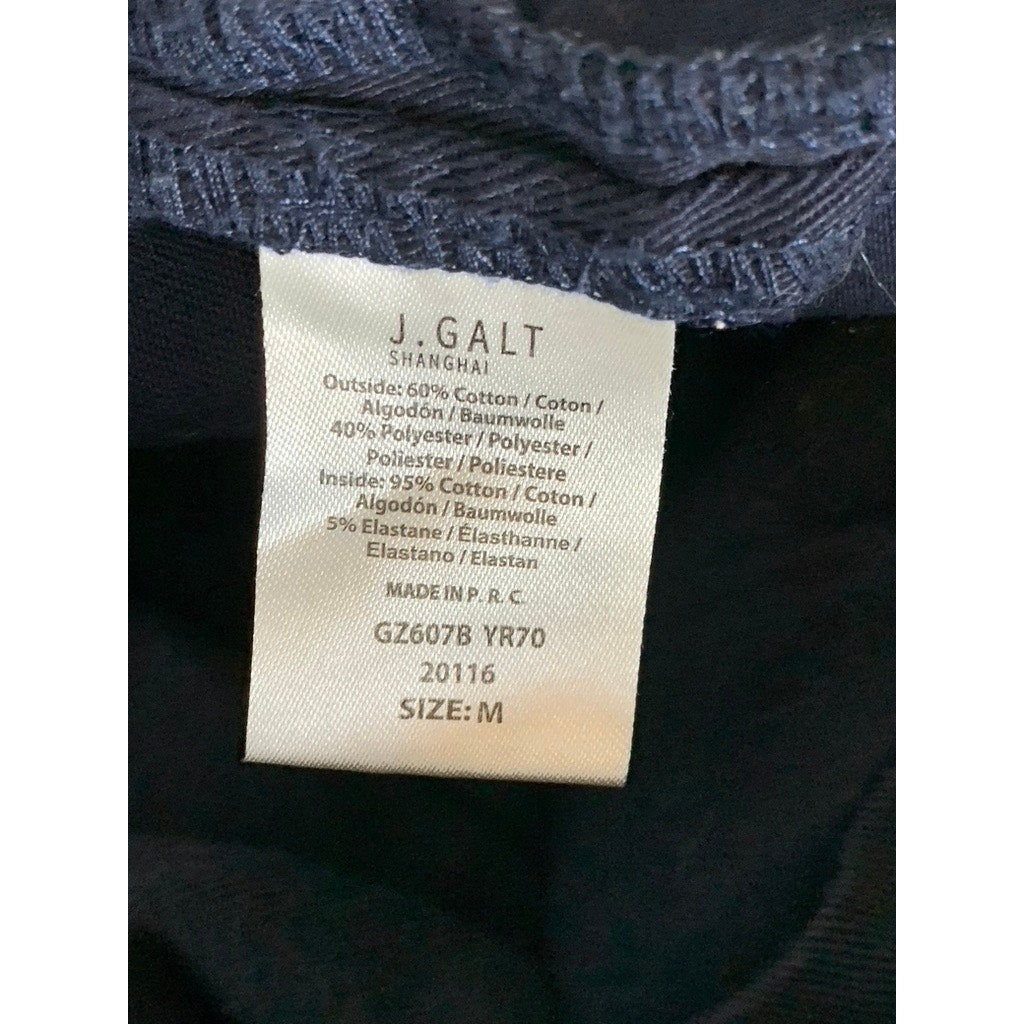 J.GALT
SHANGHAI
Outside: 60% Cotton / Coton /
Algodón / Baumwolle
40% Polyester / Polyester /
Poliester / Poliestere
Inside: 95% Cotton / Coton /
Algodón / Baumwolle
5% Elastane / Élasthanne /
Elastano / Elastan
MADE IN P. R. C.
GZ607B YR70
20116
SIZE: M